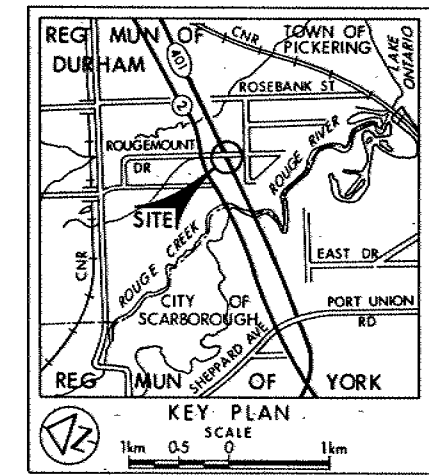 REG MUN OF
DURHAM
401
2
CNR
TOWN OF
PICKERING
LAKE
ONTARIO
ROSEBANK ST
ROUGEMOUNT
DR
ROUGE RIVER
SITE
CNR
ROUGE CREEK
EAST DR
CITY OF
SCARBOROUGH
PORT UNION
RD
SHEPPARD AVE
REG MUN OF YORK
KEY PLAN
SCALE
1km 0·5 0 1km
N